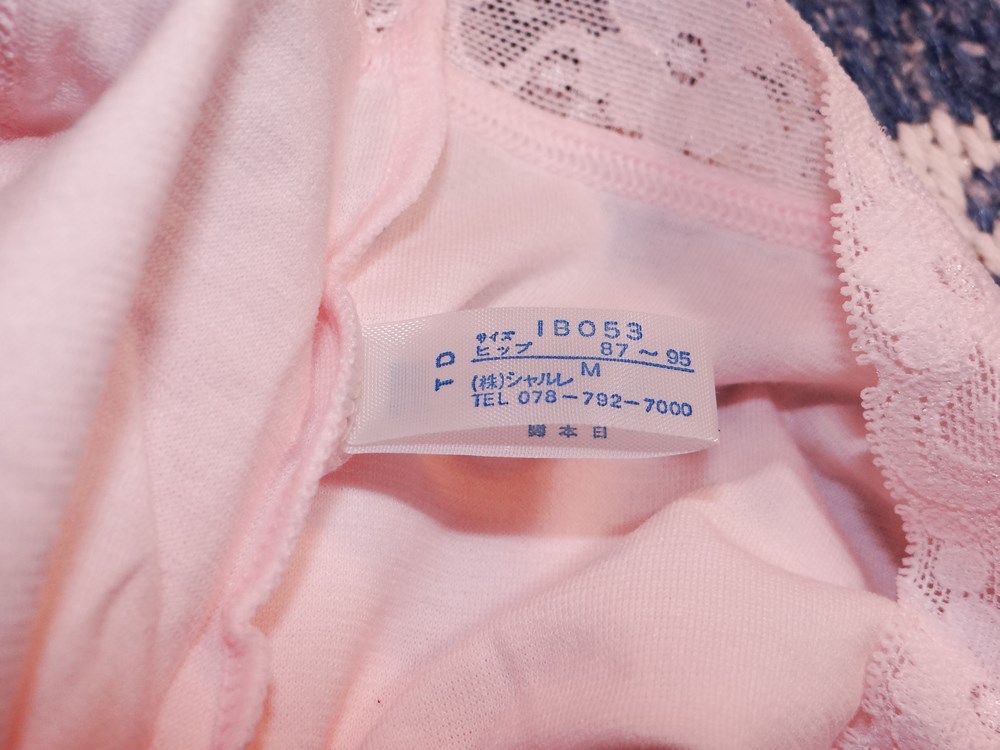 IB053
サイズ
ヒップ 87～95
M
(株)シャルレ
TEL 078-792-7000
TD
日本製